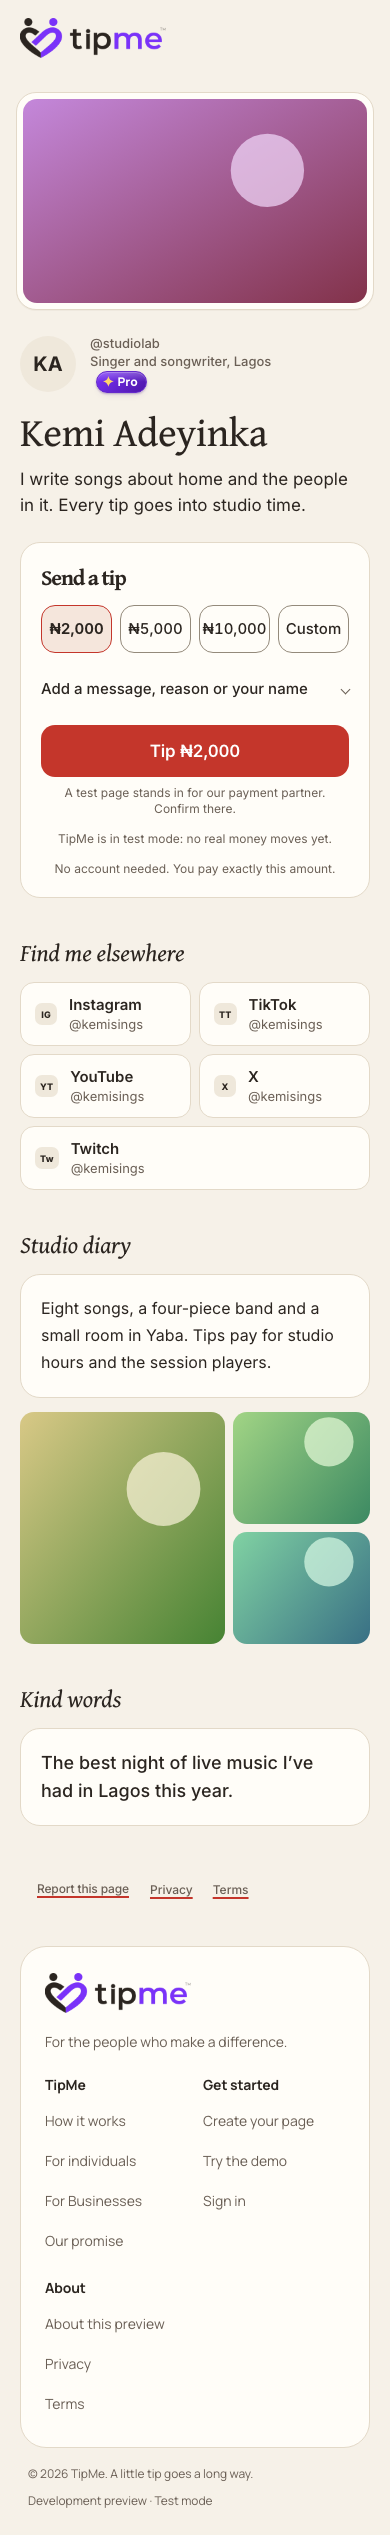 tipme™
KA
@studiolab
Singer and songwriter, Lagos
✦ Pro
Kemi Adeyinka
I write songs about home and the people
in it. Every tip goes into studio time.
Send a tip
₦2,000 ₦5,000 ₦10,000 Custom
Add a message, reason or your name
Tip ₦2,000
A test page stands in for our payment partner.
Confirm there.
TipMe is in test mode: no real money moves yet.
No account needed. You pay exactly this amount.
Find me elsewhere
IG Instagram
@kemisings
TT TikTok
@kemisings
YT YouTube
@kemisings
X X
@kemisings
Tw Twitch
@kemisings
Studio diary
Eight songs, a four-piece band and a
small room in Yaba. Tips pay for studio
hours and the session players.
Kind words
The best night of live music I’ve
had in Lagos this year.
Report this page Privacy Terms
tipme™
For the people who make a difference.
TipMe
How it works
For individuals
For Businesses
Our promise
Get started
Create your page
Try the demo
Sign in
About
About this preview
Privacy
Terms
© 2026 TipMe. A little tip goes a long way.
Development preview · Test mode